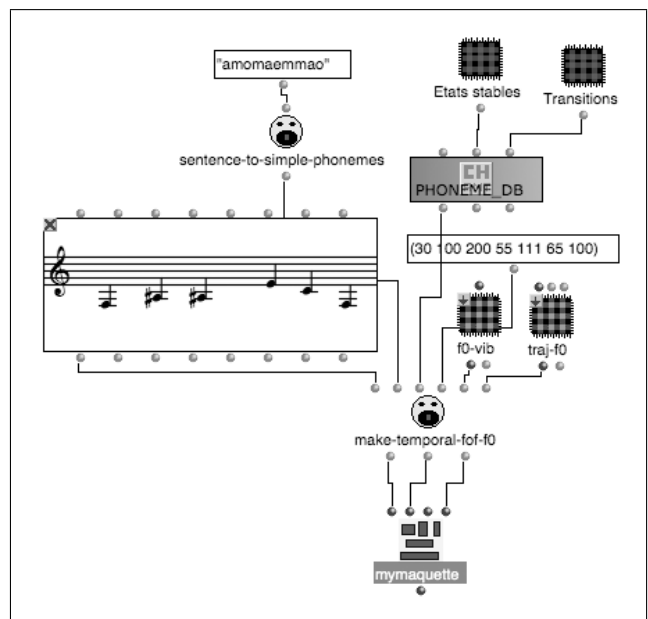 "amomaemmao"
Etats stables
Transitions
sentence-to-simple-phonemes
CH
PHONEME_DB
(30 100 200 55 111 65 100)
f0-vib
traj-f0
make-temporal-fof-f0
mymaquette